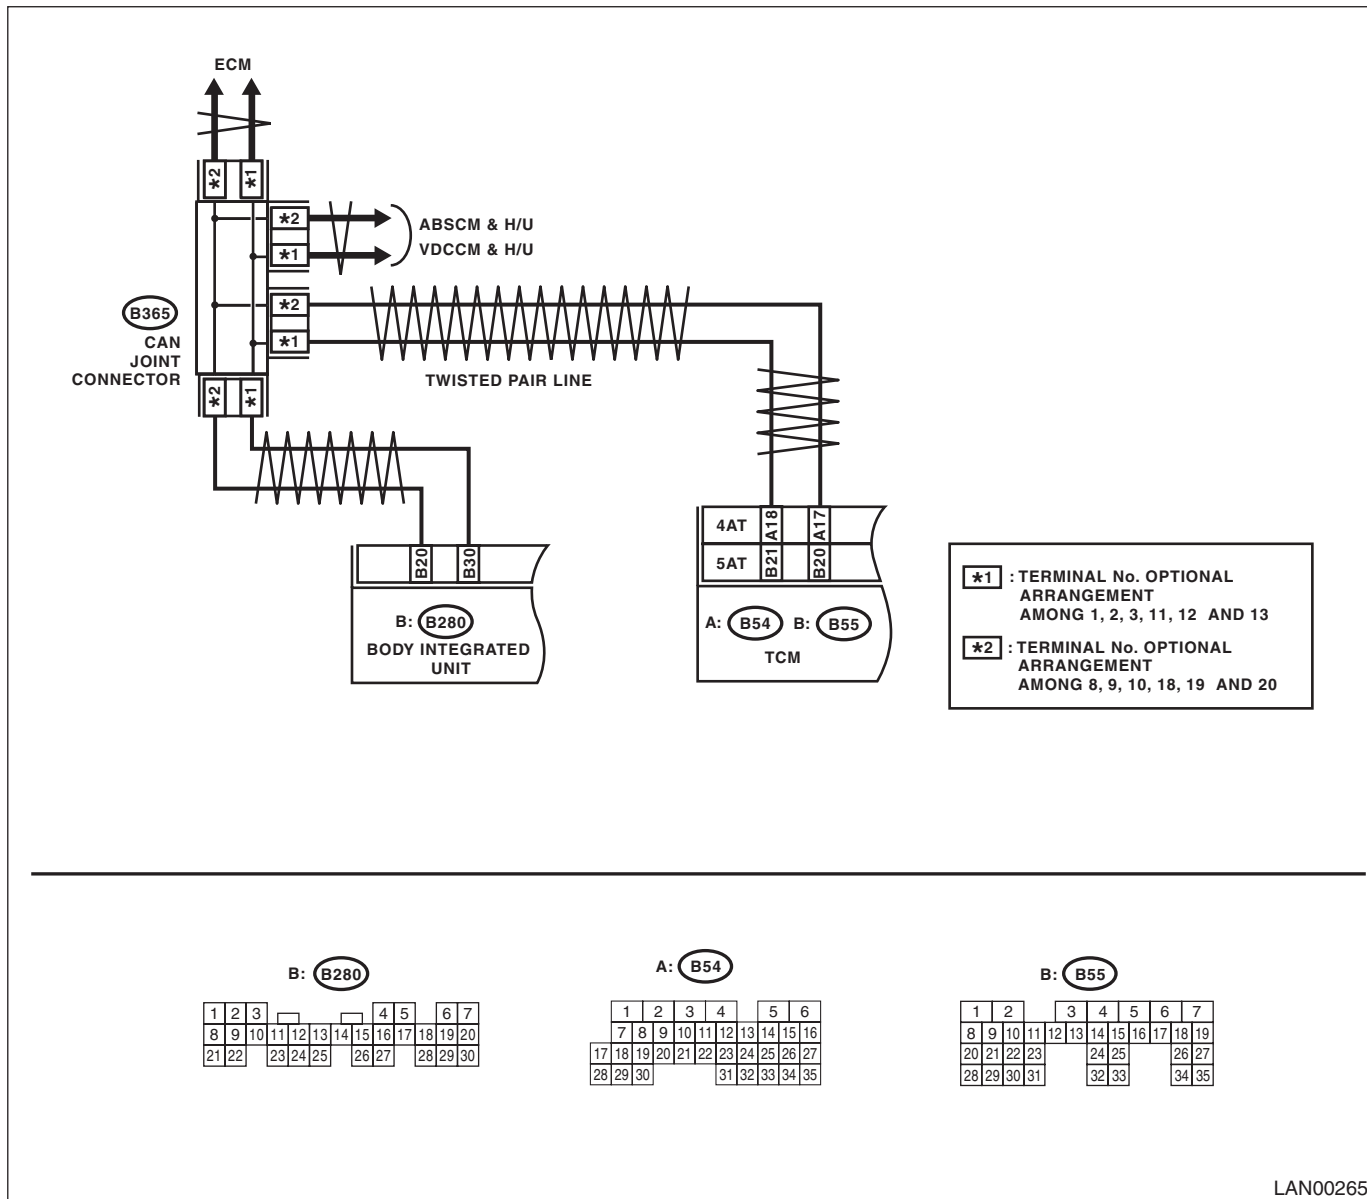 ECM
*2 *1
*2
ABSCM & H/U
*1
VDCCM & H/U
B365
CAN
JOINT
CONNECTOR
*2
*1
TWISTED PAIR LINE
*2 *1
4AT A18 A17
5AT B21 B20
B20 B30
B: B280
BODY INTEGRATED
UNIT
A: B54 B: B55
TCM
*1 : TERMINAL No. OPTIONAL
ARRANGEMENT
AMONG 1, 2, 3, 11, 12 AND 13
*2 : TERMINAL No. OPTIONAL
ARRANGEMENT
AMONG 8, 9, 10, 18, 19 AND 20
B: B280
1 2 3 4 5 6 7
8 9 10 11 12 13 14 15 16 17 18 19 20
21 22 23 24 25 26 27 28 29 30
A: B54
1 2 3 4 5 6
7 8 9 10 11 12 13 14 15 16
17 18 19 20 21 22 23 24 25 26 27
28 29 30 31 32 33 34 35
B: B55
1 2 3 4 5 6 7
8 9 10 11 12 13 14 15 16 17 18 19
20 21 22 23 24 25 26 27
28 29 30 31 32 33 34 35
LAN00265